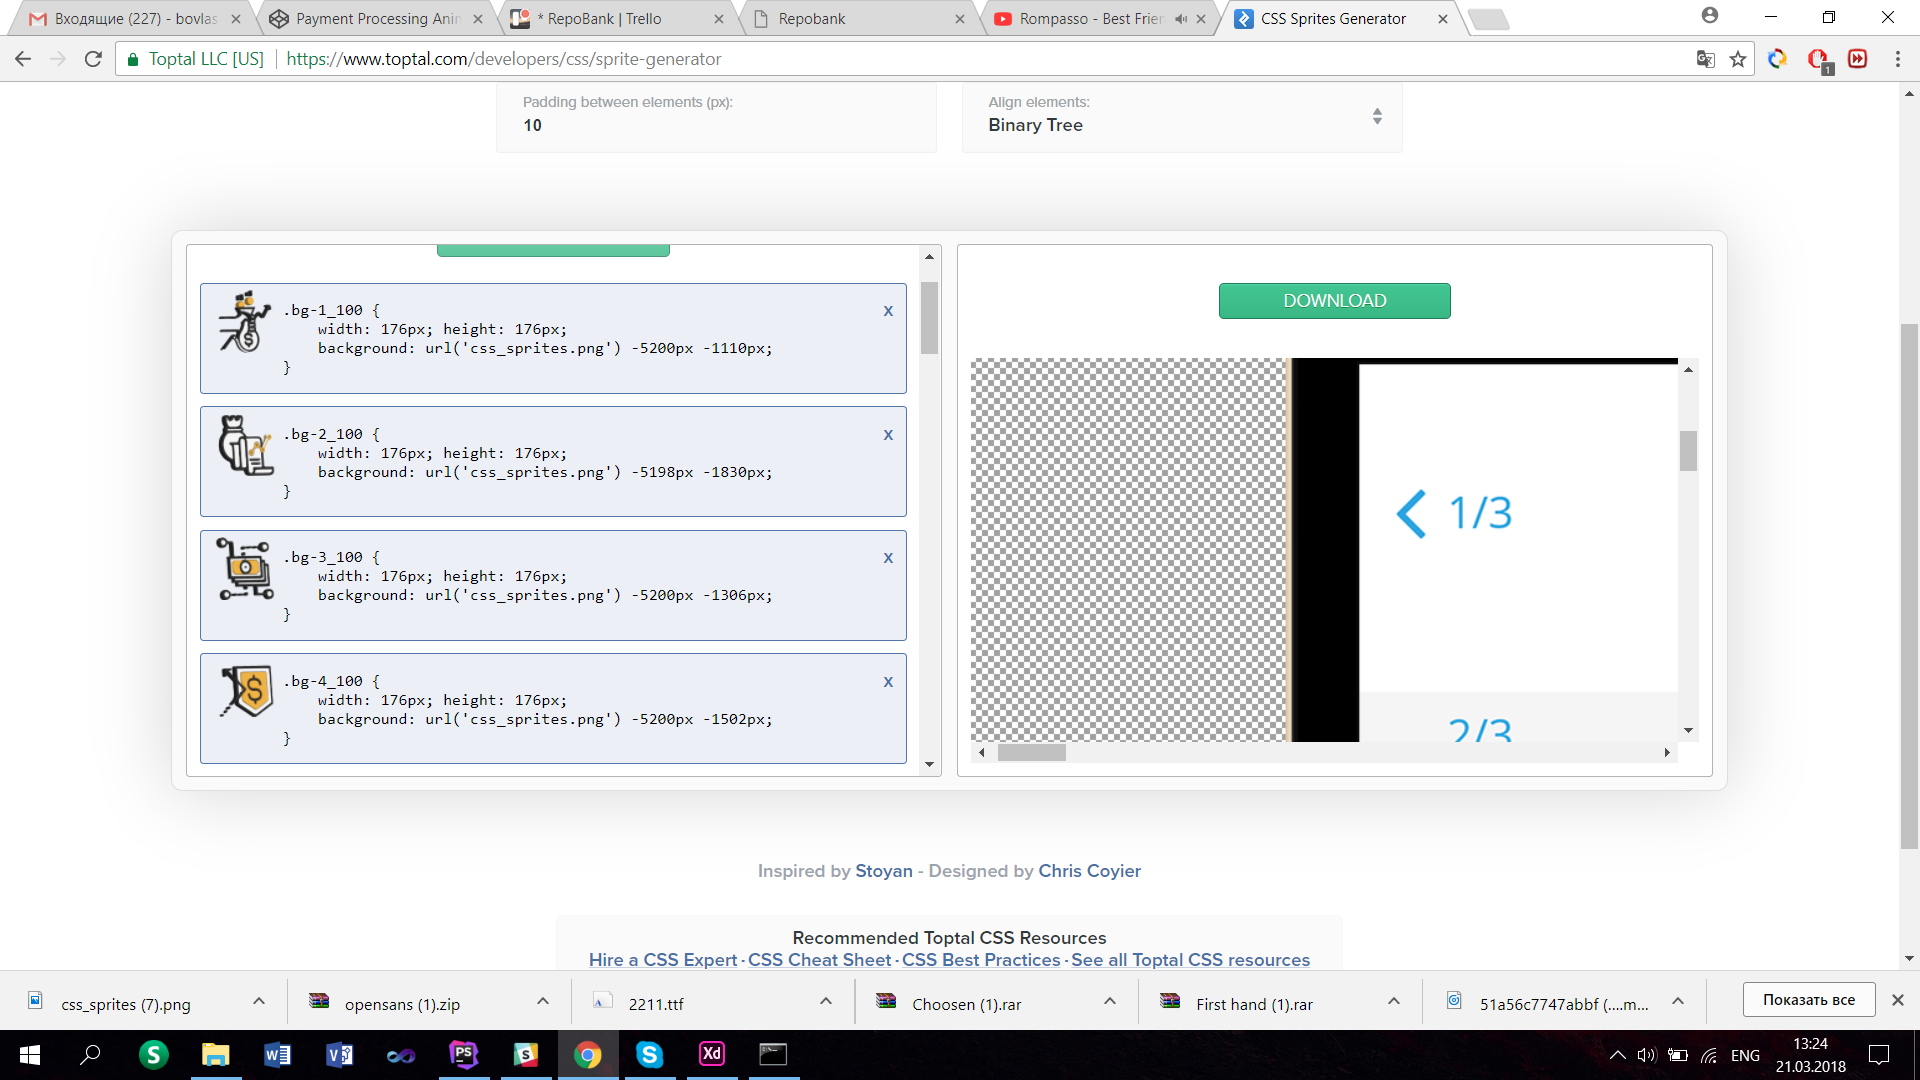 Входящие (227) - bovlas
Payment Processing Anin
* RepoBank | Trello
Repobank
Rompasso - Best Frier
CSS Sprites Generator
Toptal LLC [US]
https://www.toptal.com/developers/css/sprite-generator
1
Padding between elements (px):
10
Align elements:
Binary Tree
.bg-1_100 {
width: 176px; height: 176px;
background: url('css_sprites.png') -5200px -1110px;
}
x
.bg-2_100 {
width: 176px; height: 176px;
background: url('css_sprites.png') -5198px -1830px;
}
x
.bg-3_100 {
width: 176px; height: 176px;
background: url('css_sprites.png') -5200px -1306px;
}
x
.bg-4_100 {
width: 176px; height: 176px;
background: url('css_sprites.png') -5200px -1502px;
}
x
DOWNLOAD
1/3
2/3
Inspired by Stoyan - Designed by Chris Coyier
Recommended Toptal CSS Resources
Hire a CSS Expert · CSS Cheat Sheet · CSS Best Practices · See all Toptal CSS resources
css_sprites (7).png
opensans (1).zip
2211.ttf
Choosen (1).rar
First hand (1).rar
51a56c7747abbf (....m...
Показать все
ENG
13:24
21.03.2018